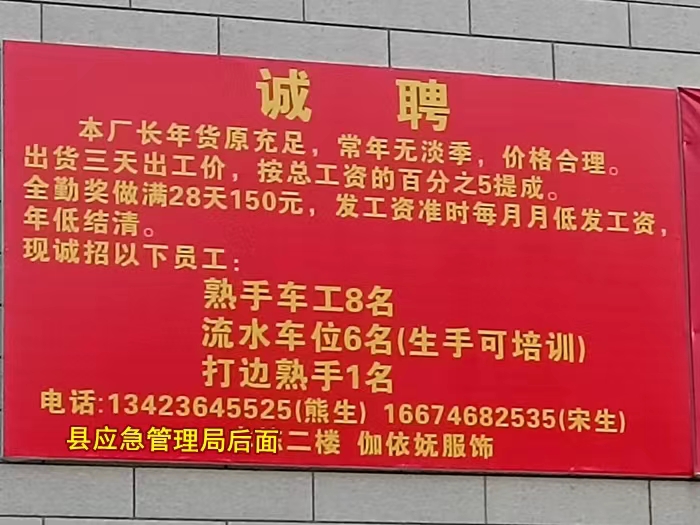 诚 聘
本厂长年货原充足，常年无淡季，价格合理。
出货三天出工价，按总工资的百分之5提成。
全勤奖做满28天150元，发工资准时每月月低发工资，
年低结清。
现诚招以下员工：
熟手车工8名
流水车位6名(生手可培训)
打边熟手1名
电话:13423645525(熊生) 16674682535(宋生)
县应急管理局后面 二楼 伽依妩服饰